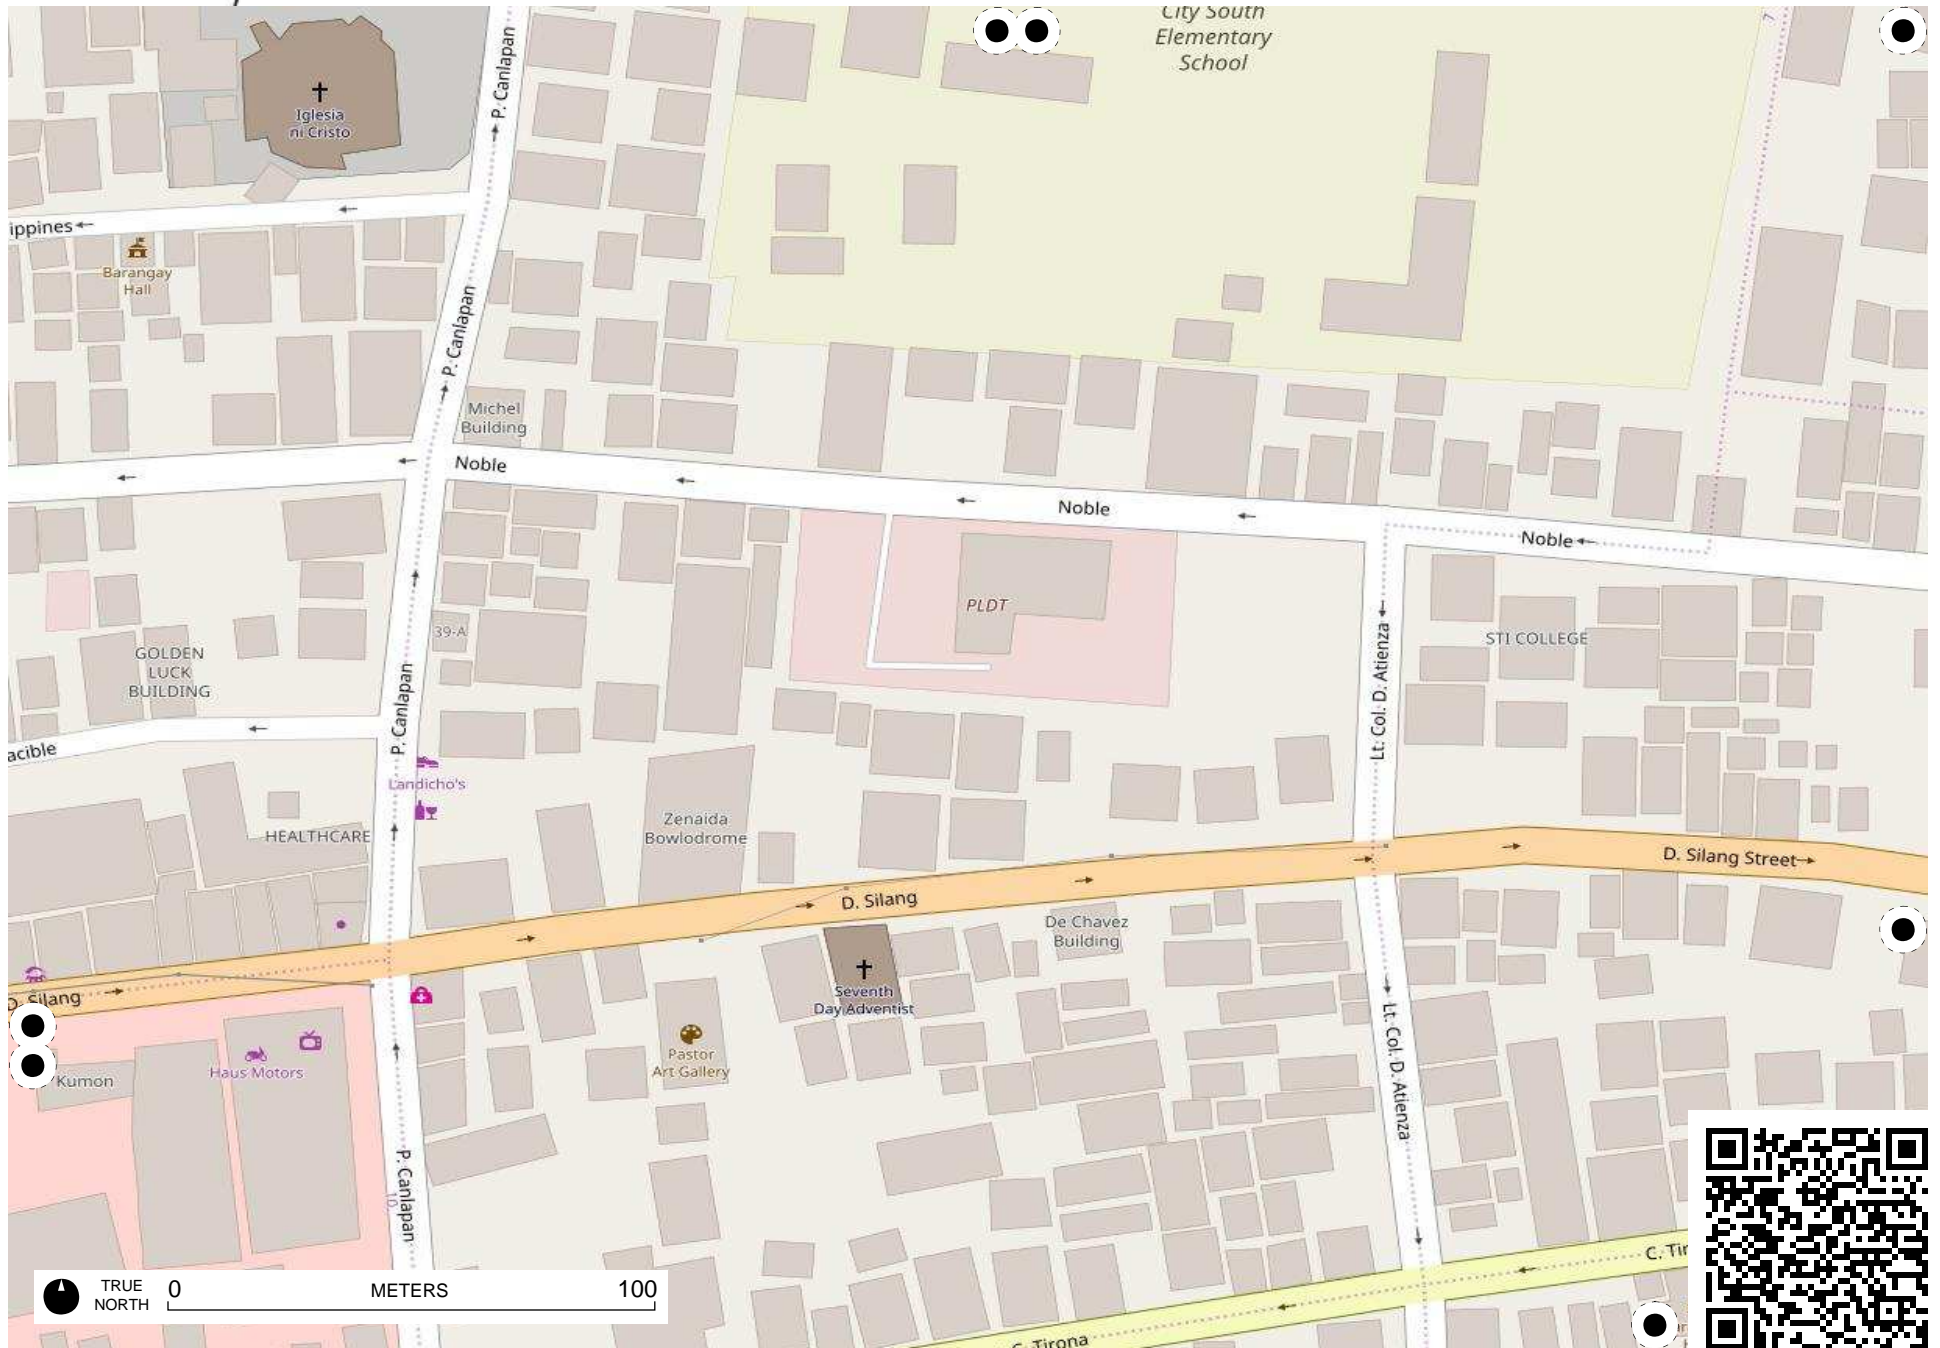 City South
Elementary
School
P. Canlapan
Iglesia
ni Cristo
7
ippines
Barangay
Hall
P. Canlapan
Michel
Building
Noble
Noble
Noble
PLDT
39-A
STI COLLEGE
GOLDEN
LUCK
BUILDING
P. Canlapan
Lt. Col. D. Atienza
acible
Landicho's
Zenaida
Bowlodrome
HEALTHCARE
D. Silang Street
D. Silang
De Chavez
Building
D. Silang
Seventh
Day Adventist
Pastor
Art Gallery
Haus Motors
Kumon
Lt. Col. D. Atienza
P. Canlapan
10
C. Tir
TRUE
NORTH
0 METERS 100
C. Tirona